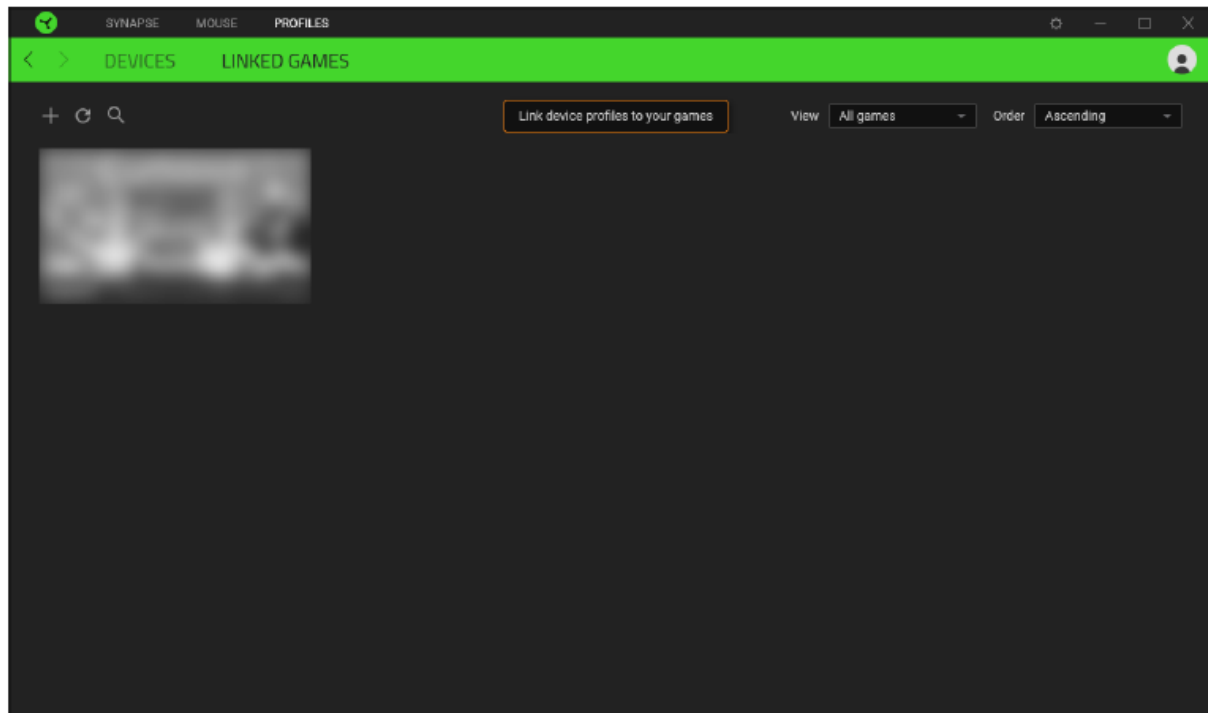 SYNAPSE MOUSE PROFILES
DEVICES LINKED GAMES
Link device profiles to your games View All games Order Ascending